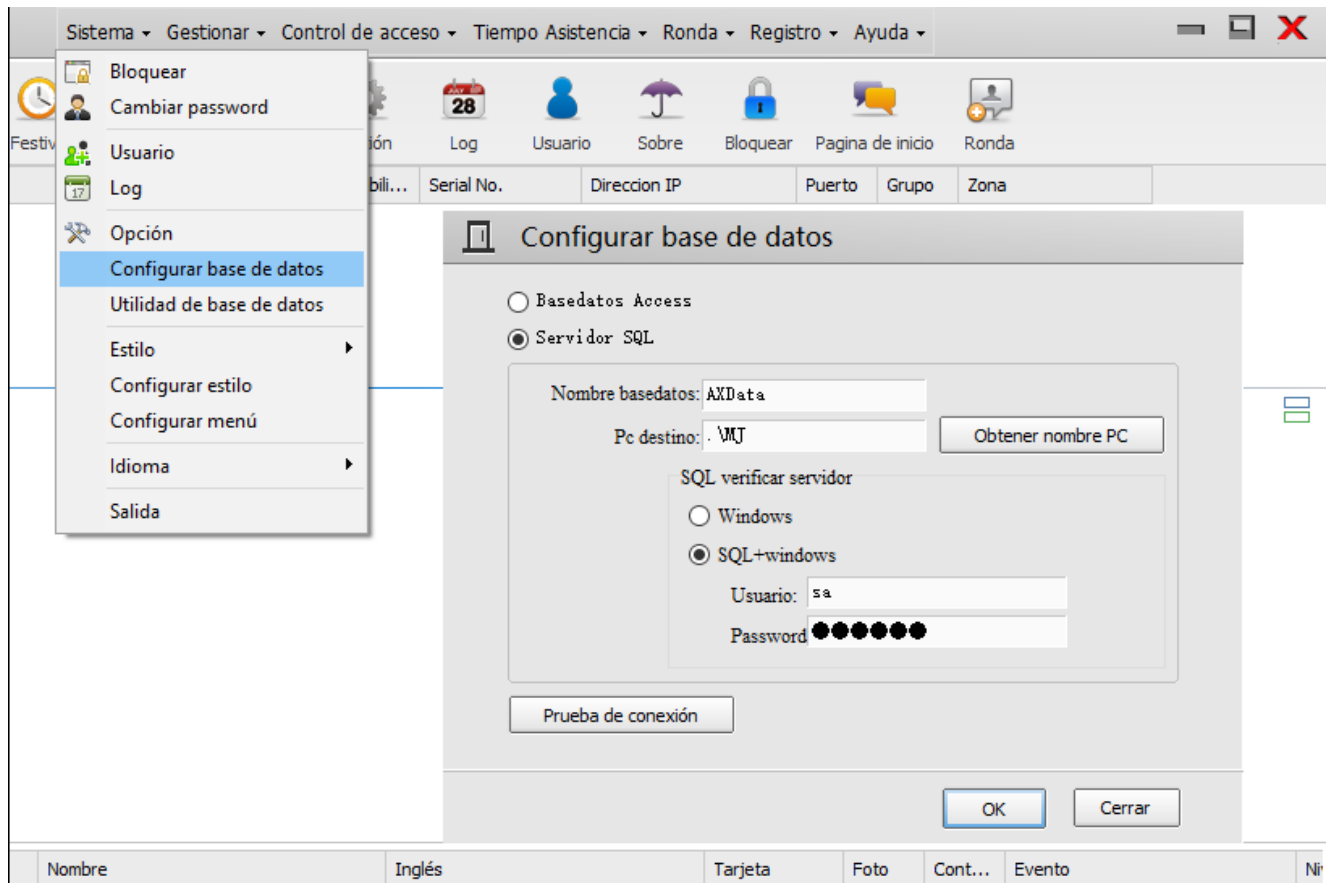 Sistema Gestionar Control de acceso Tiempo Asistencia Ronda Registro Ayuda
Bloquear
Cambiar password
Usuario
Log
Opción
Configurar base de datos
Utilidad de base de datos
Estilo
Configurar estilo
Configurar menú
Idioma
Salida
Festiv ión Log Usuario Sobre Bloquear Pagina de inicio Ronda
JULY
28
17
bili... Serial No. Direccion IP Puerto Grupo Zona
Configurar base de datos
Basedatos Access
Servidor SQL
Nombre basedatos: AXData
Pc destino: .\MJ Obtener nombre PC
SQL verificar servidor
Windows
SQL+windows
Usuario: sa
Password ●●●●●●
Prueba de conexión
OK Cerrar
Nombre Inglés Tarjeta Foto Cont... Evento Niv